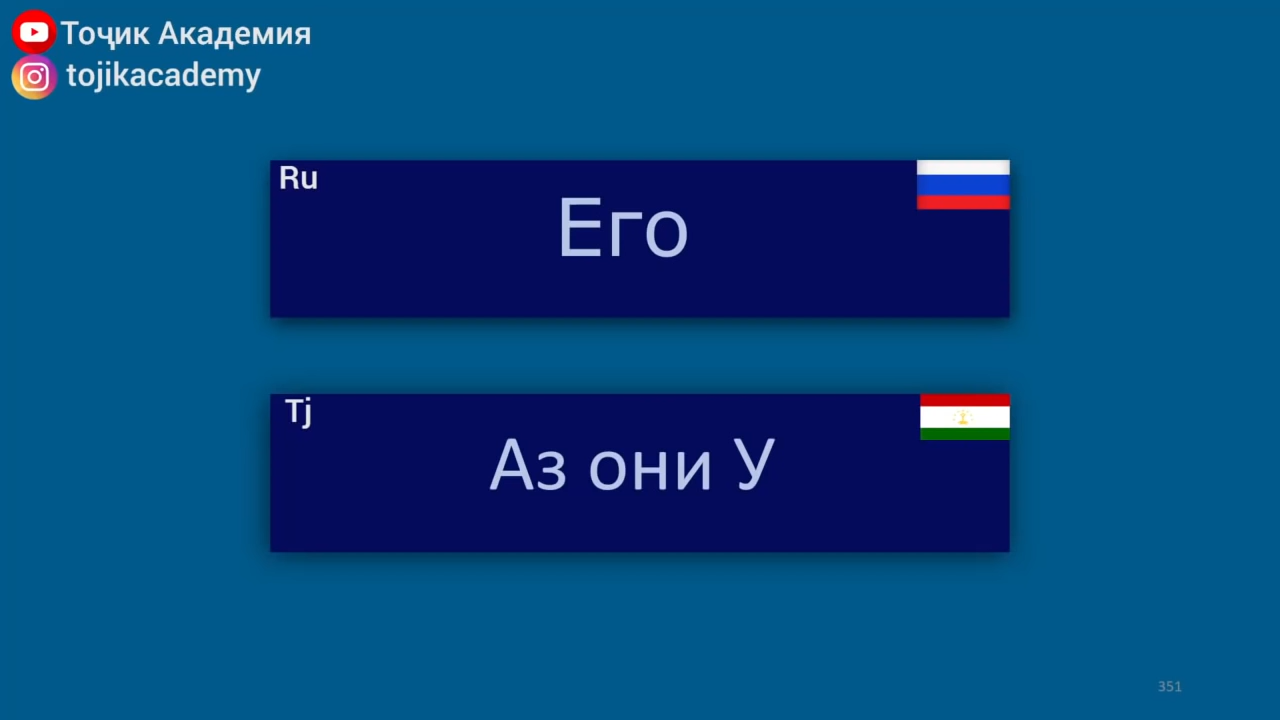 Тоҷик Академия
tojikacademy
Ru
Его
Tj
Аз они У
351